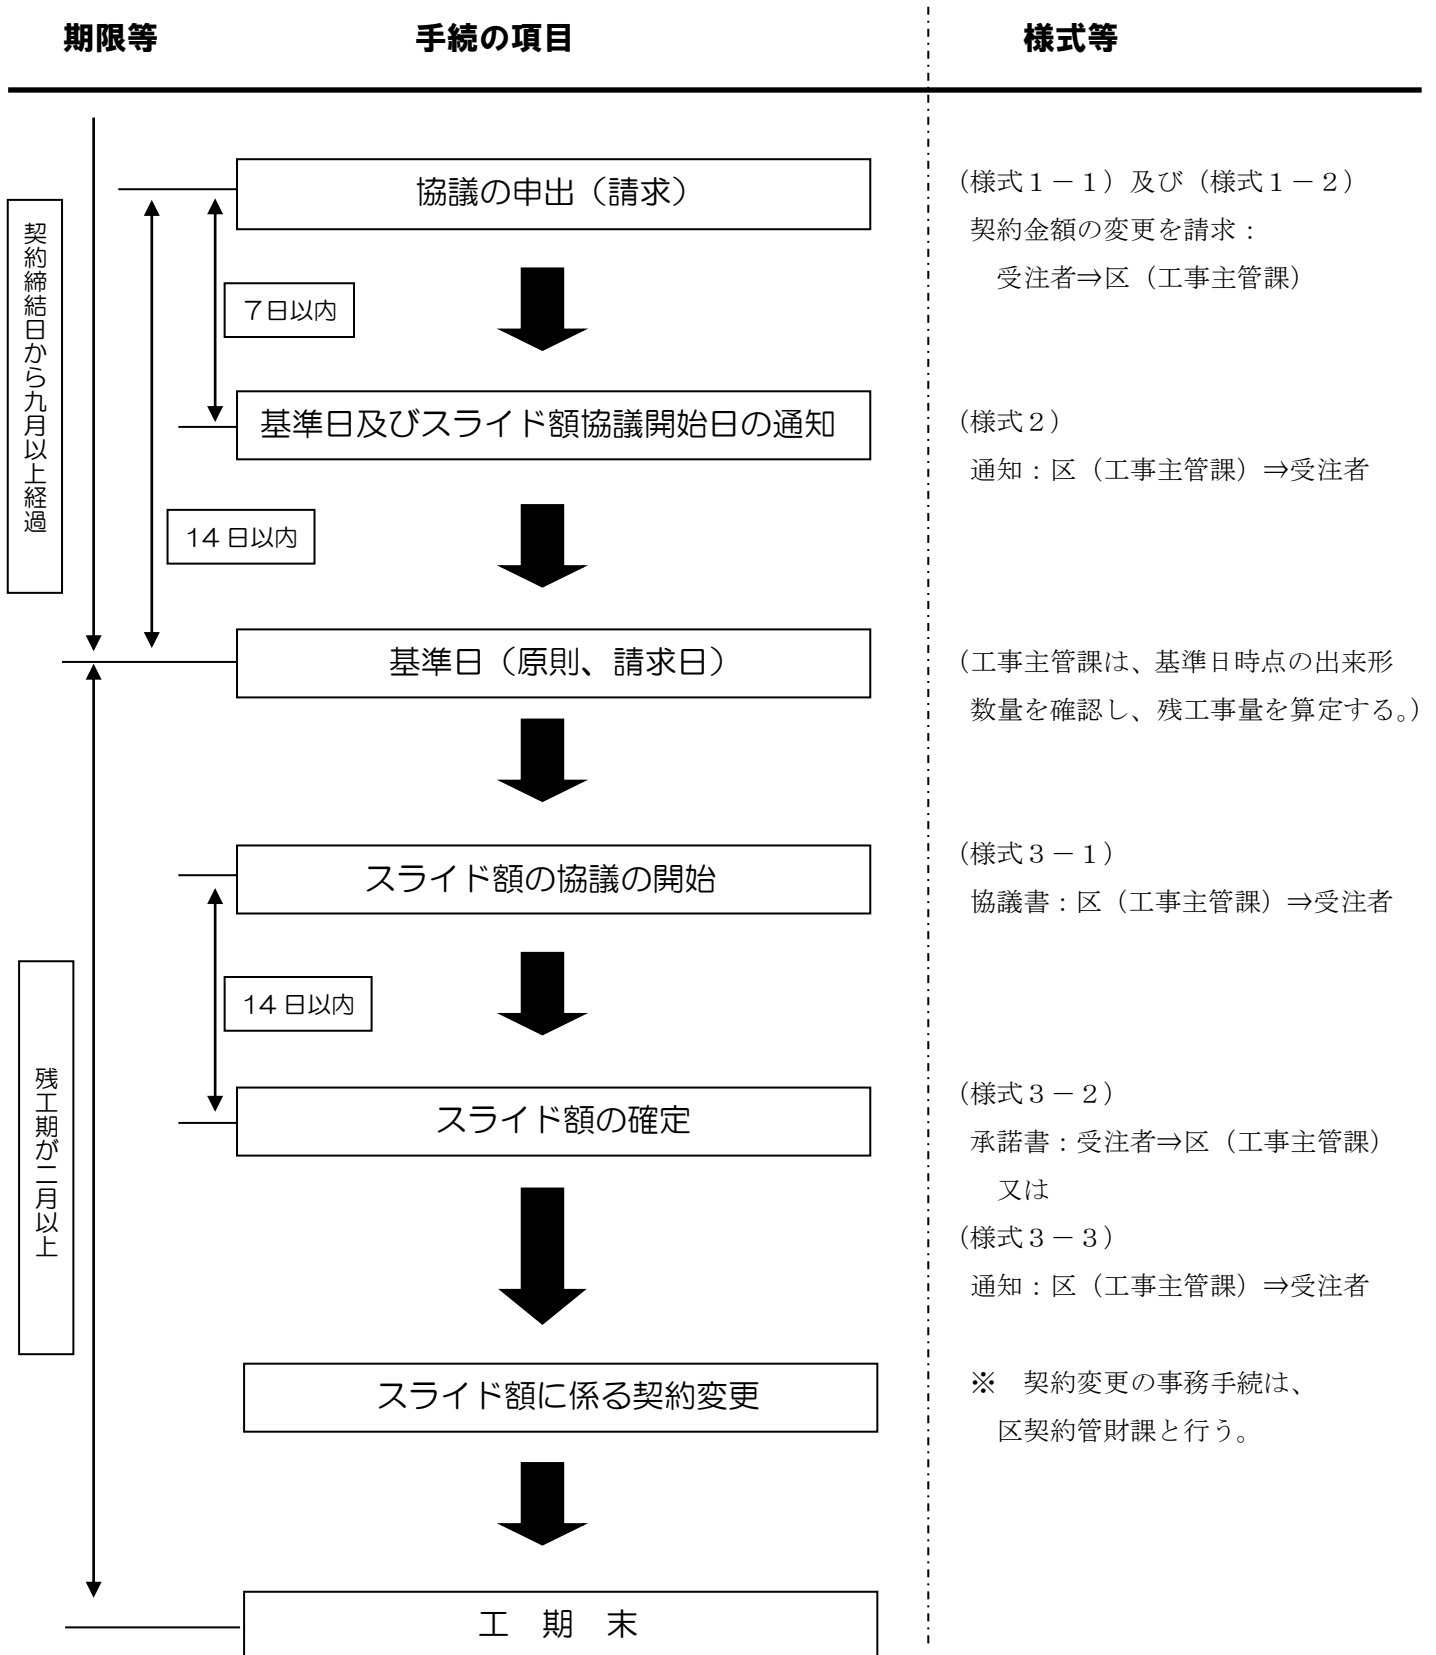 期限等 手続の項目 様式等
協議の申出（請求）
（様式１－１）及び（様式１－２）
契約金額の変更を請求：
受注者⇒区（工事主管課）
契約締結日から九月以上経過
７日以内
基準日及びスライド額協議開始日の通知
（様式２）
通知：区（工事主管課）⇒受注者
14 日以内
基準日（原則、請求日）
（工事主管課は、基準日時点の出来形
数量を確認し、残工事量を算定する。）
スライド額の協議の開始
（様式３－１）
協議書：区（工事主管課）⇒受注者
14 日以内
残工期が二月以上
スライド額の確定
（様式３－２）
承諾書：受注者⇒区（工事主管課）
又は
（様式３－３）
通知：区（工事主管課）⇒受注者
スライド額に係る契約変更
※　契約変更の事務手続は、
区契約管財課と行う。
工　期　末